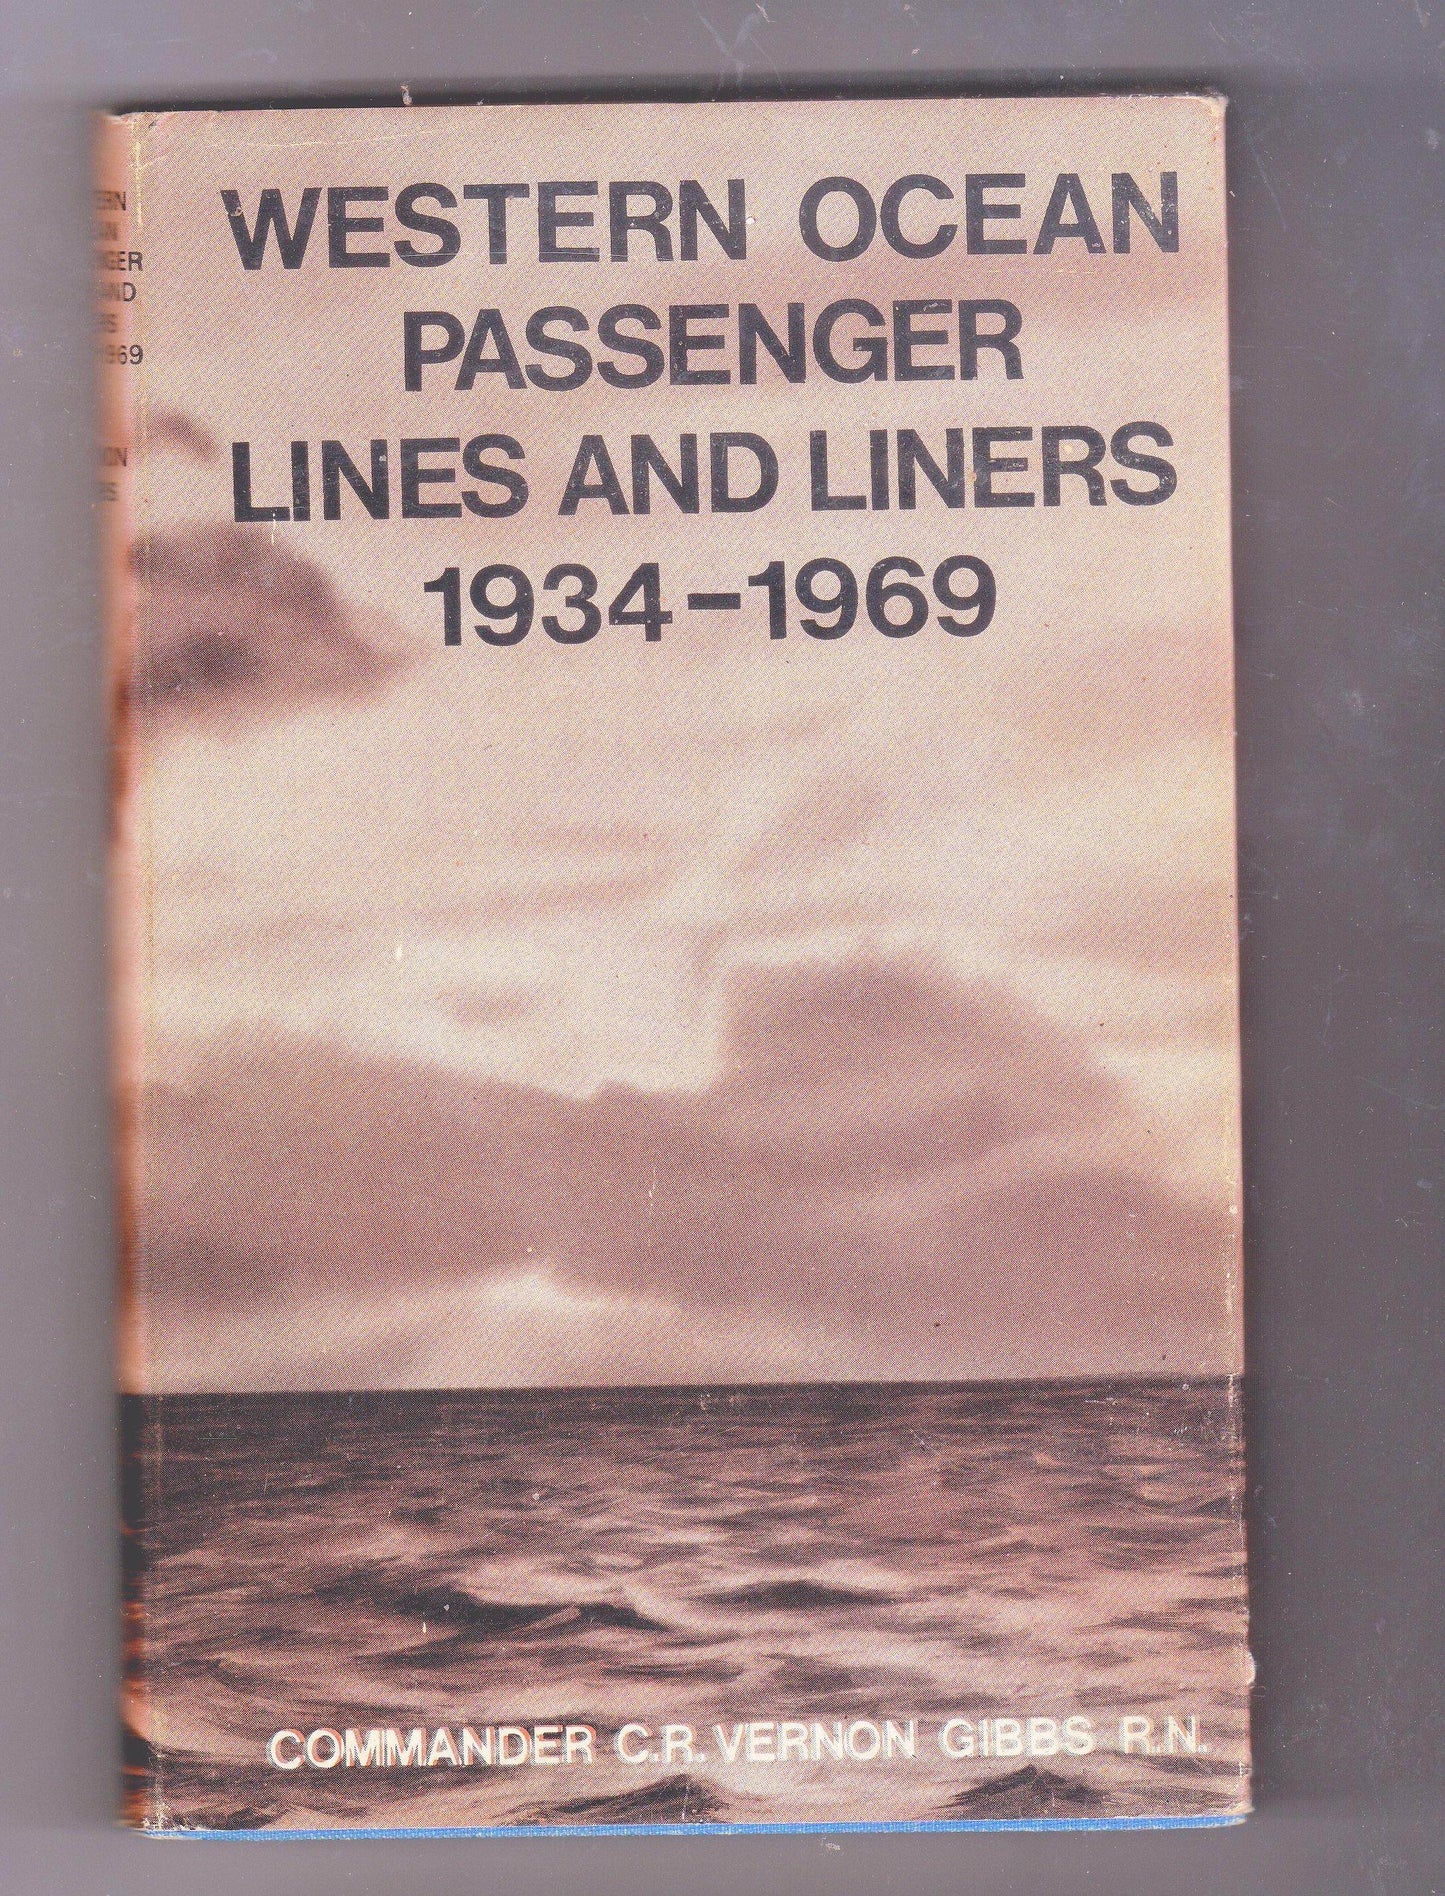 WESTERN OCEAN
PASSENGER
LINES AND LINERS
1934-1969
COMMANDER C.R. VERNON GIBBS R.N.